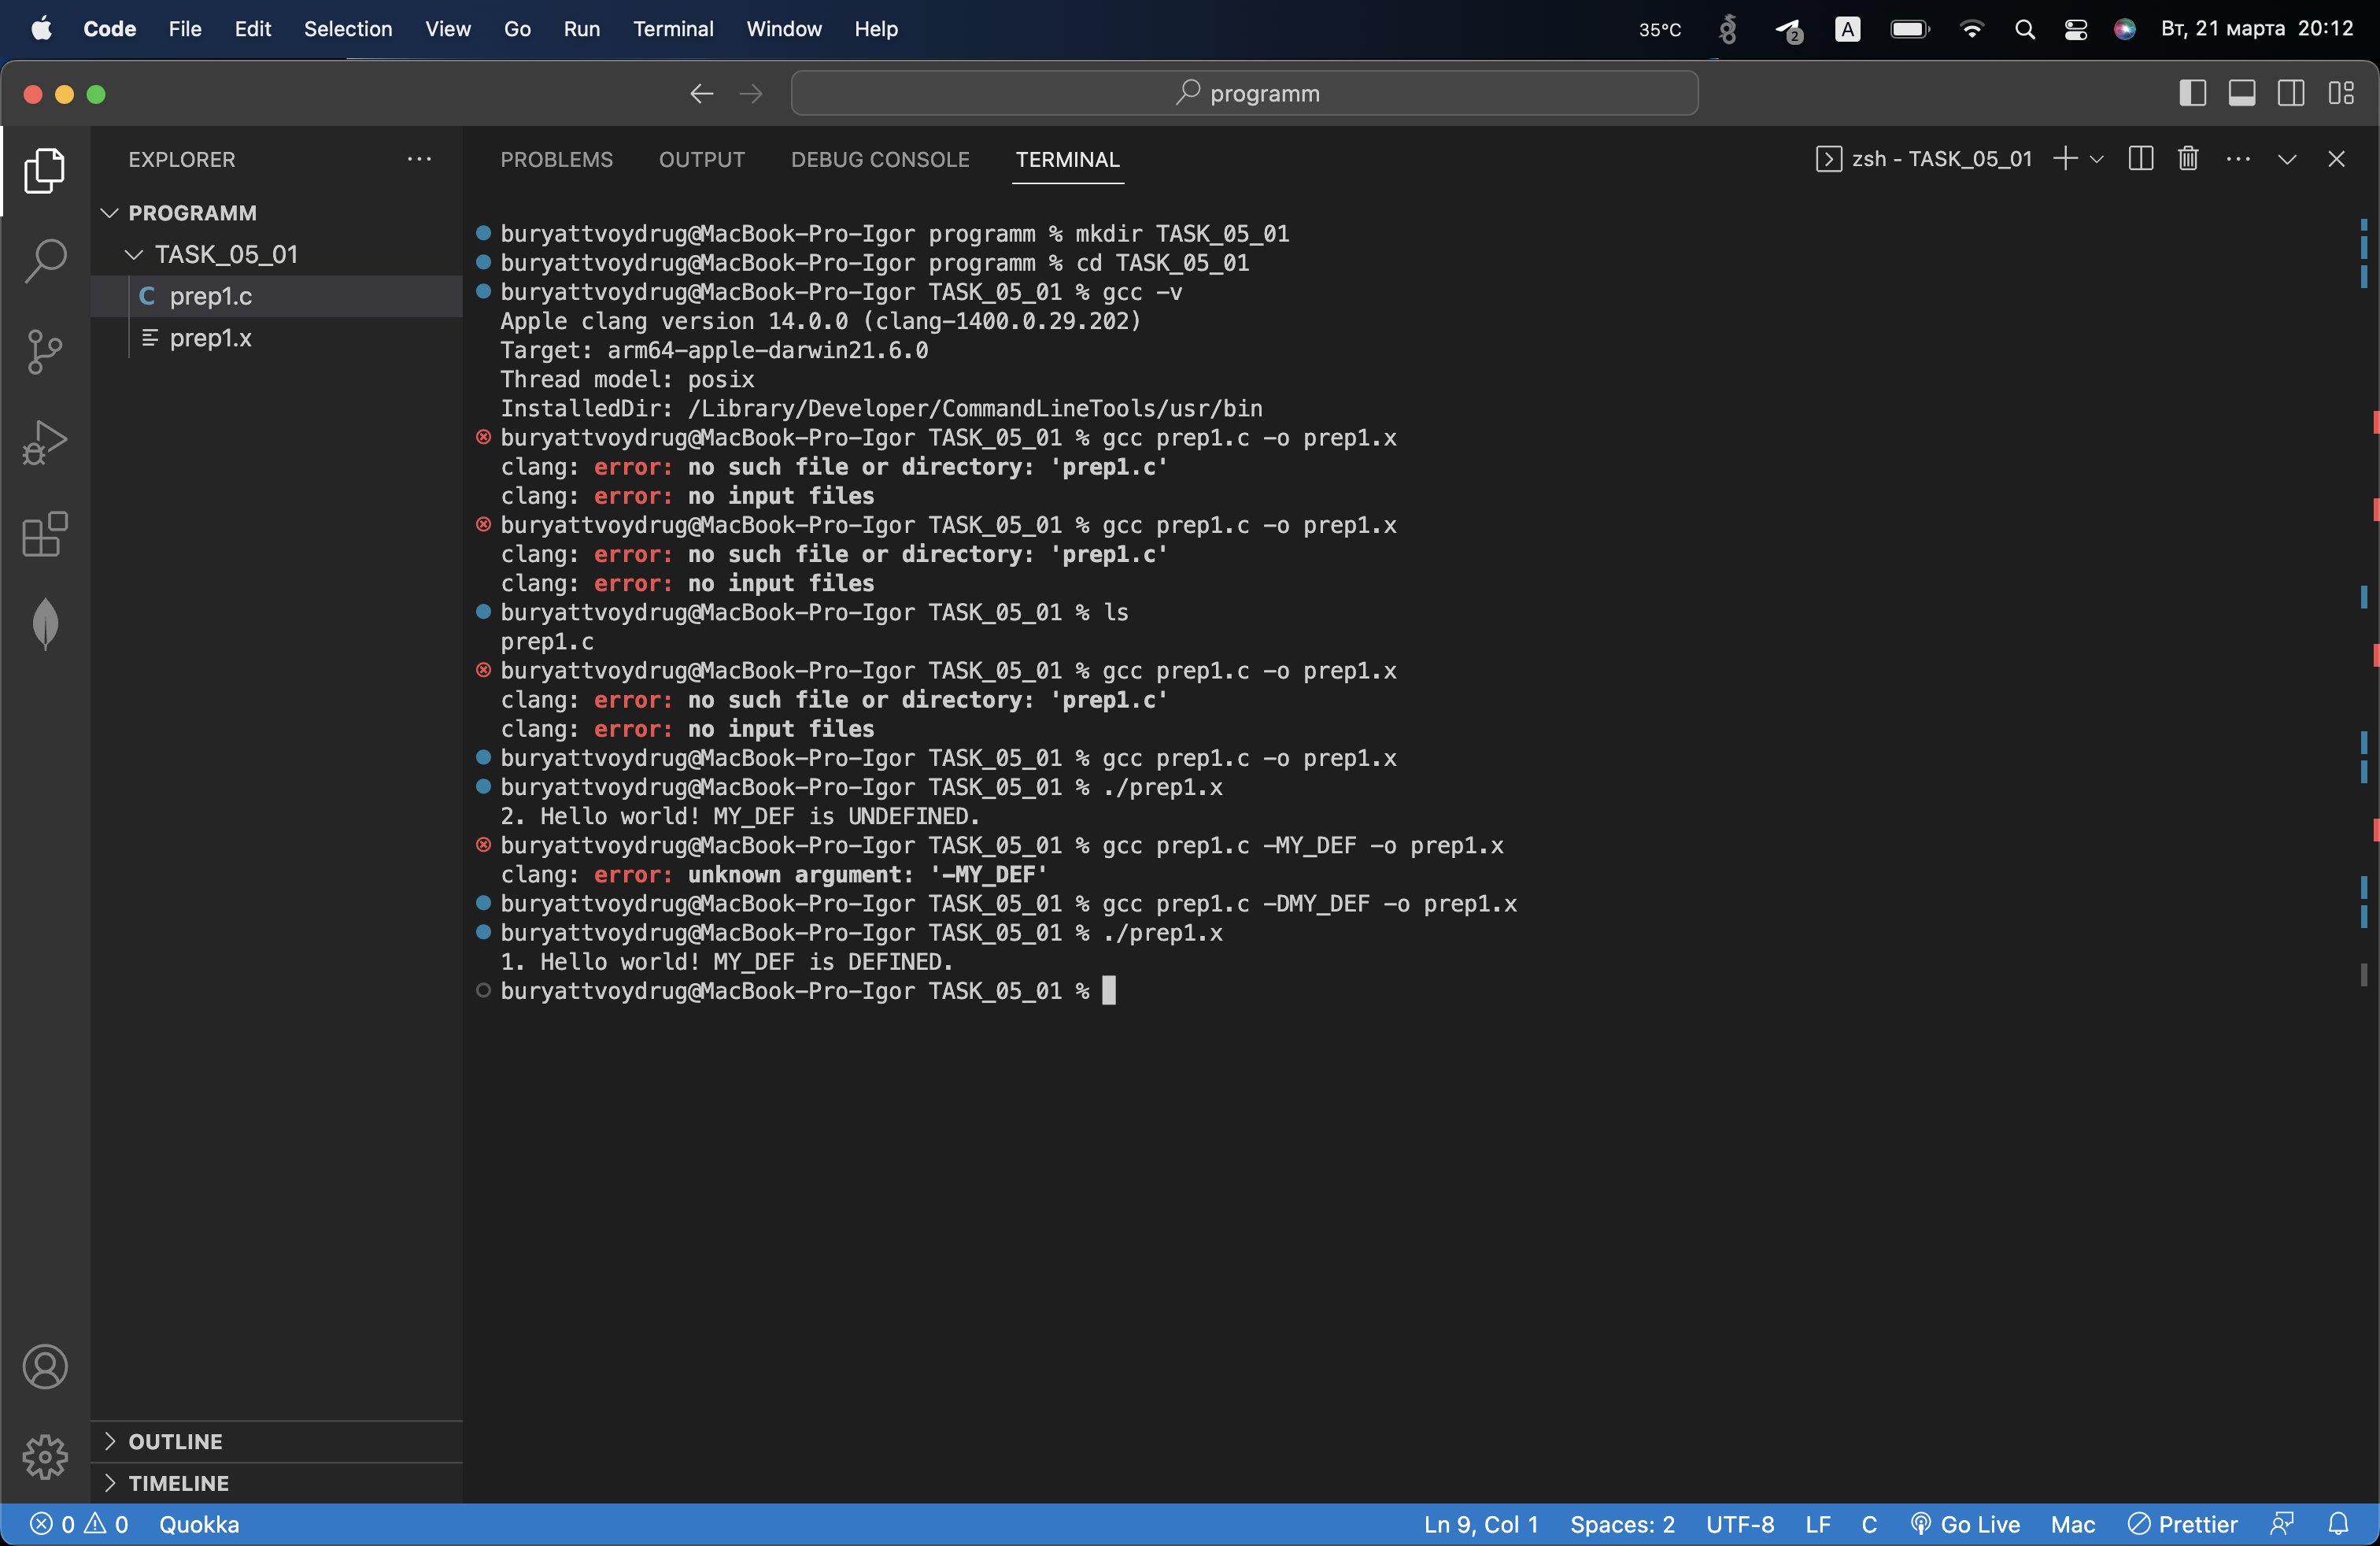 Code File Edit Selection View Go Run Terminal Window Help 35°C 2 A Вт, 21 марта 20:12
programm
EXPLORER
PROGRAMM
TASK_05_01
C prep1.c
prep1.x
OUTLINE
TIMELINE
PROBLEMS OUTPUT DEBUG CONSOLE TERMINAL zsh - TASK_05_01
buryattvoydrug@MacBook-Pro-Igor programm % mkdir TASK_05_01
buryattvoydrug@MacBook-Pro-Igor programm % cd TASK_05_01
buryattvoydrug@MacBook-Pro-Igor TASK_05_01 % gcc -v
Apple clang version 14.0.0 (clang-1400.0.29.202)
Target: arm64-apple-darwin21.6.0
Thread model: posix
InstalledDir: /Library/Developer/CommandLineTools/usr/bin
buryattvoydrug@MacBook-Pro-Igor TASK_05_01 % gcc prep1.c -o prep1.x
clang: error: no such file or directory: 'prep1.c'
clang: error: no input files
buryattvoydrug@MacBook-Pro-Igor TASK_05_01 % gcc prep1.c -o prep1.x
clang: error: no such file or directory: 'prep1.c'
clang: error: no input files
buryattvoydrug@MacBook-Pro-Igor TASK_05_01 % ls
prep1.c
buryattvoydrug@MacBook-Pro-Igor TASK_05_01 % gcc prep1.c -o prep1.x
clang: error: no such file or directory: 'prep1.c'
clang: error: no input files
buryattvoydrug@MacBook-Pro-Igor TASK_05_01 % gcc prep1.c -o prep1.x
buryattvoydrug@MacBook-Pro-Igor TASK_05_01 % ./prep1.x
2. Hello world! MY_DEF is UNDEFINED.
buryattvoydrug@MacBook-Pro-Igor TASK_05_01 % gcc prep1.c -MY_DEF -o prep1.x
clang: error: unknown argument: '-MY_DEF'
buryattvoydrug@MacBook-Pro-Igor TASK_05_01 % gcc prep1.c -DMY_DEF -o prep1.x
buryattvoydrug@MacBook-Pro-Igor TASK_05_01 % ./prep1.x
1. Hello world! MY_DEF is DEFINED.
buryattvoydrug@MacBook-Pro-Igor TASK_05_01 %
0 0 Quokka Ln 9, Col 1 Spaces: 2 UTF-8 LF C Go Live Mac Prettier